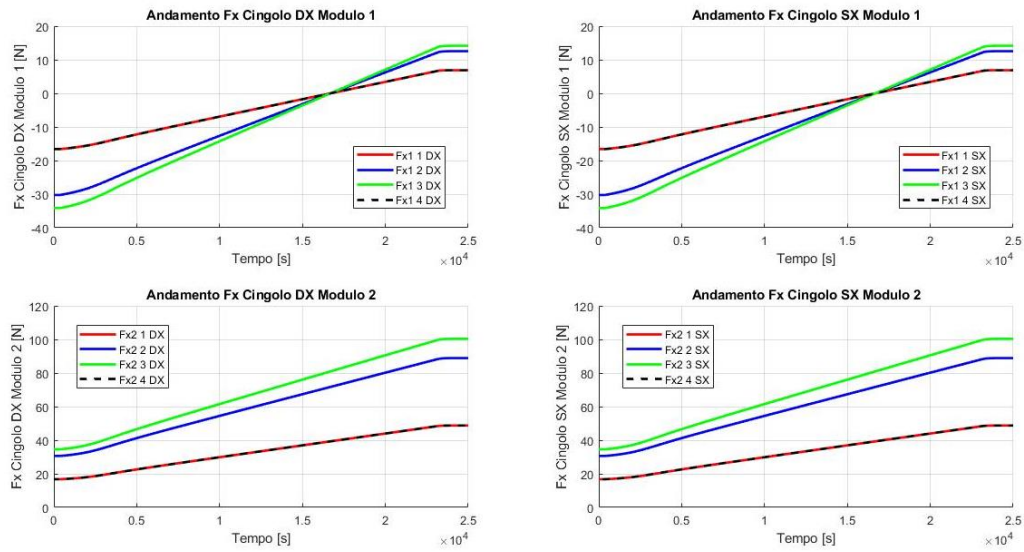 Andamento Fx Cingolo DX Modulo 1
Fx Cingolo DX Modulo 1 [N]
20
10
0
-10
-20
-30
-40
Fx1 1 DX
Fx1 2 DX
Fx1 3 DX
Fx1 4 DX
0 0.5 1 1.5 2 2.5
Tempo [s]
×10^4
Andamento Fx Cingolo SX Modulo 1
Fx Cingolo SX Modulo 1 [N]
20
10
0
-10
-20
-30
-40
Fx1 1 SX
Fx1 2 SX
Fx1 3 SX
Fx1 4 SX
0 0.5 1 1.5 2 2.5
Tempo [s]
×10^4
Andamento Fx Cingolo DX Modulo 2
Fx Cingolo DX Modulo 2 [N]
120
100
80
60
40
20
0
Fx2 1 DX
Fx2 2 DX
Fx2 3 DX
Fx2 4 DX
0 0.5 1 1.5 2 2.5
Tempo [s]
×10^4
Andamento Fx Cingolo SX Modulo 2
Fx Cingolo SX Modulo 2 [N]
120
100
80
60
40
20
0
Fx2 1 SX
Fx2 2 SX
Fx2 3 SX
Fx2 4 SX
0 0.5 1 1.5 2 2.5
Tempo [s]
×10^4